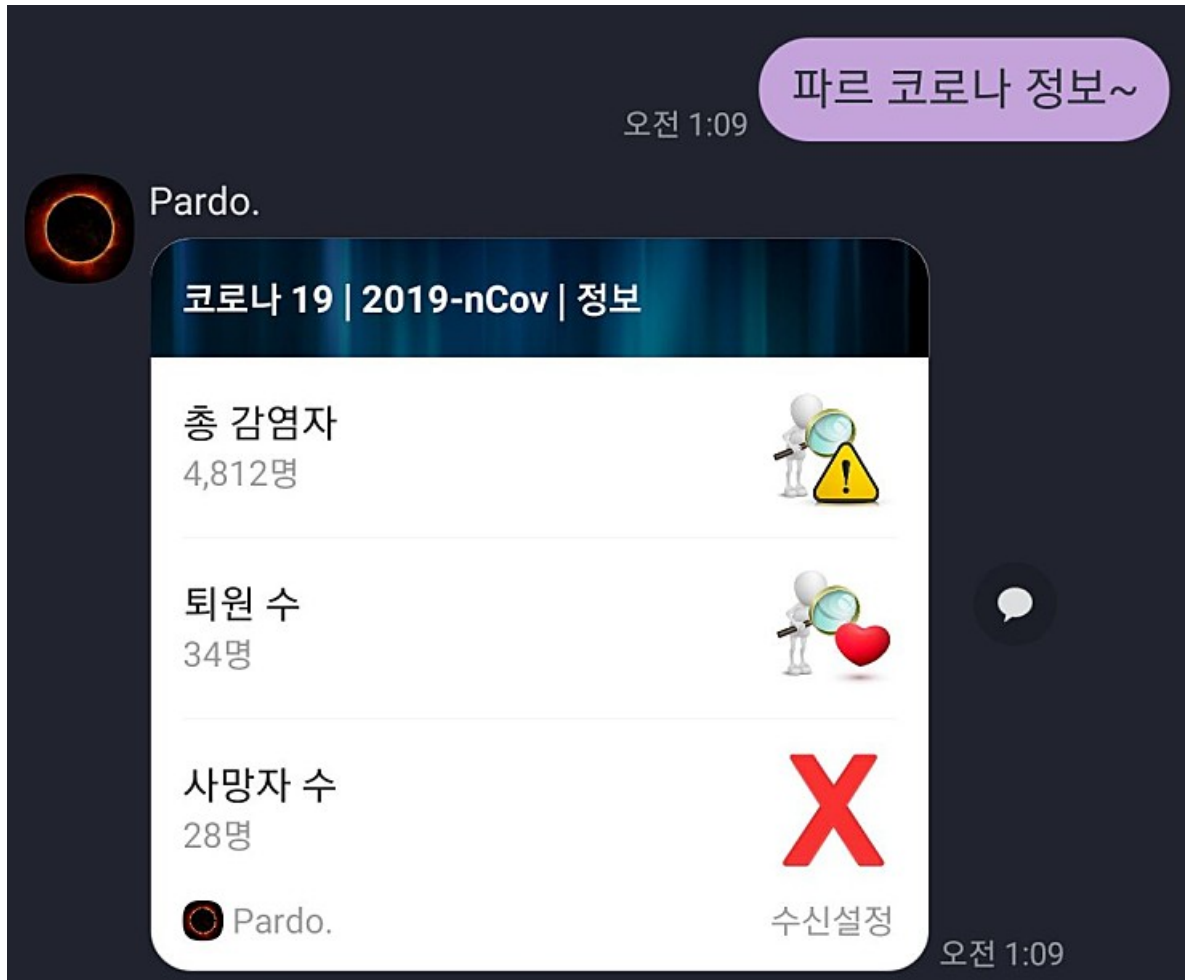 파르 코로나 정보~
오전 1:09
Pardo.
코로나 19 | 2019-nCov | 정보
총 감염자
4,812명
퇴원 수
34명
사망자 수
28명
Pardo.
수신설정
오전 1:09